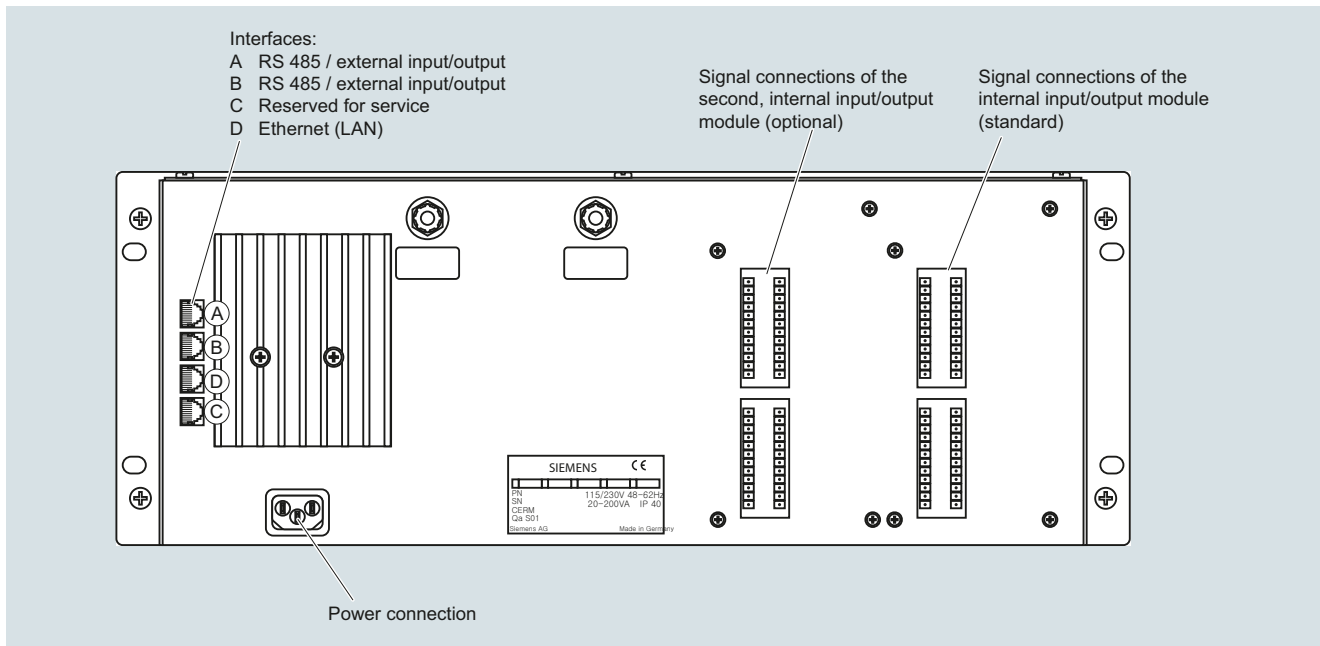 Interfaces:
A RS 485 / external input/output
B RS 485 / external input/output
C Reserved for service
D Ethernet (LAN)
Signal connections of the
second, internal input/output
module (optional)
Signal connections of the
internal input/output module
(standard)
A
B
D
C
SIEMENS CE
PN 115/230V 48-62Hz
SN 20-200VA IP 40
CERM
Qa S01
Siemens AG Made in Germany
Power connection